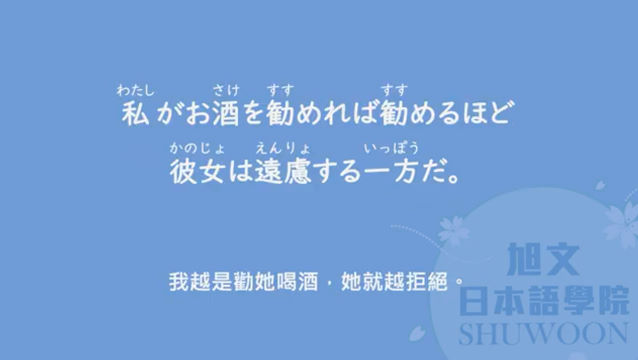 わたし さけ すす すす
私がお酒を勧めれば勧めるほど
かのじょ えんりょ いっぽう
彼女は遠慮する一方だ。
我越是勸她喝酒，她就越拒絕。
旭文
日本語學院
SHUWOON